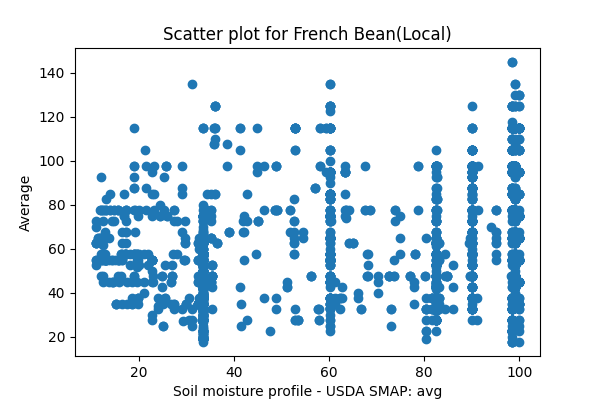 Scatter plot for French Bean(Local)
140
120
100
80
60
40
20
Average
20 40 60 80 100
Soil moisture profile - USDA SMAP: avg